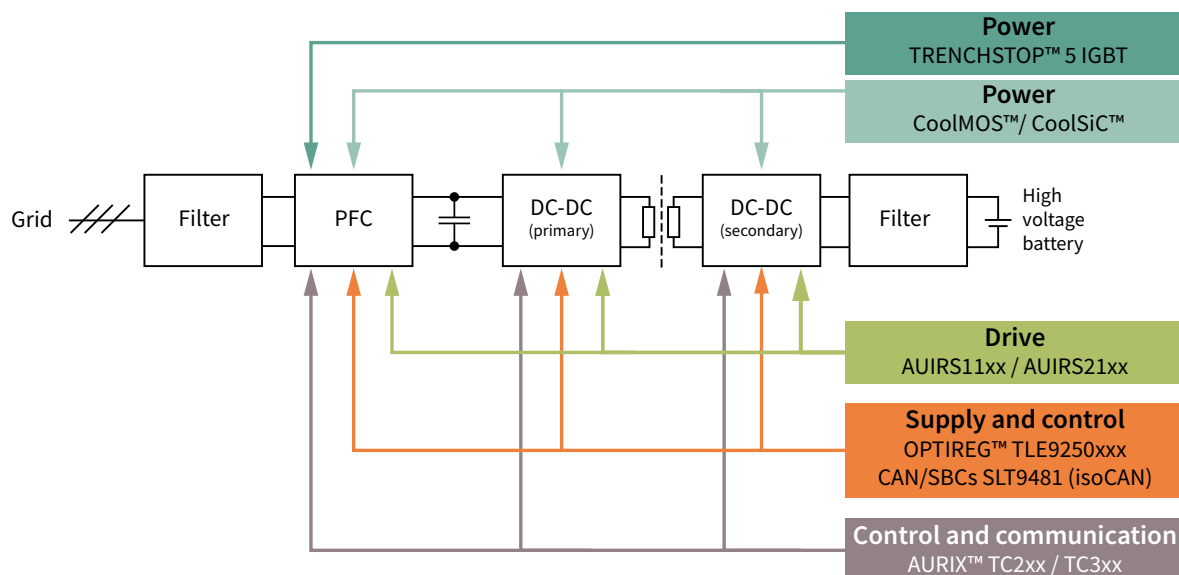 Power
TRENCHSTOP™ 5 IGBT
Power
CoolMOS™/ CoolSiC™
Grid
Filter
PFC
DC-DC
(primary)
DC-DC
(secondary)
Filter
High
voltage
battery
Drive
AUIRS11xx / AUIRS21xx
Supply and control
OPTIREG™ TLE9250xxx
CAN/SBCs SLT9481 (isoCAN)
Control and communication
AURIX™ TC2xx / TC3xx